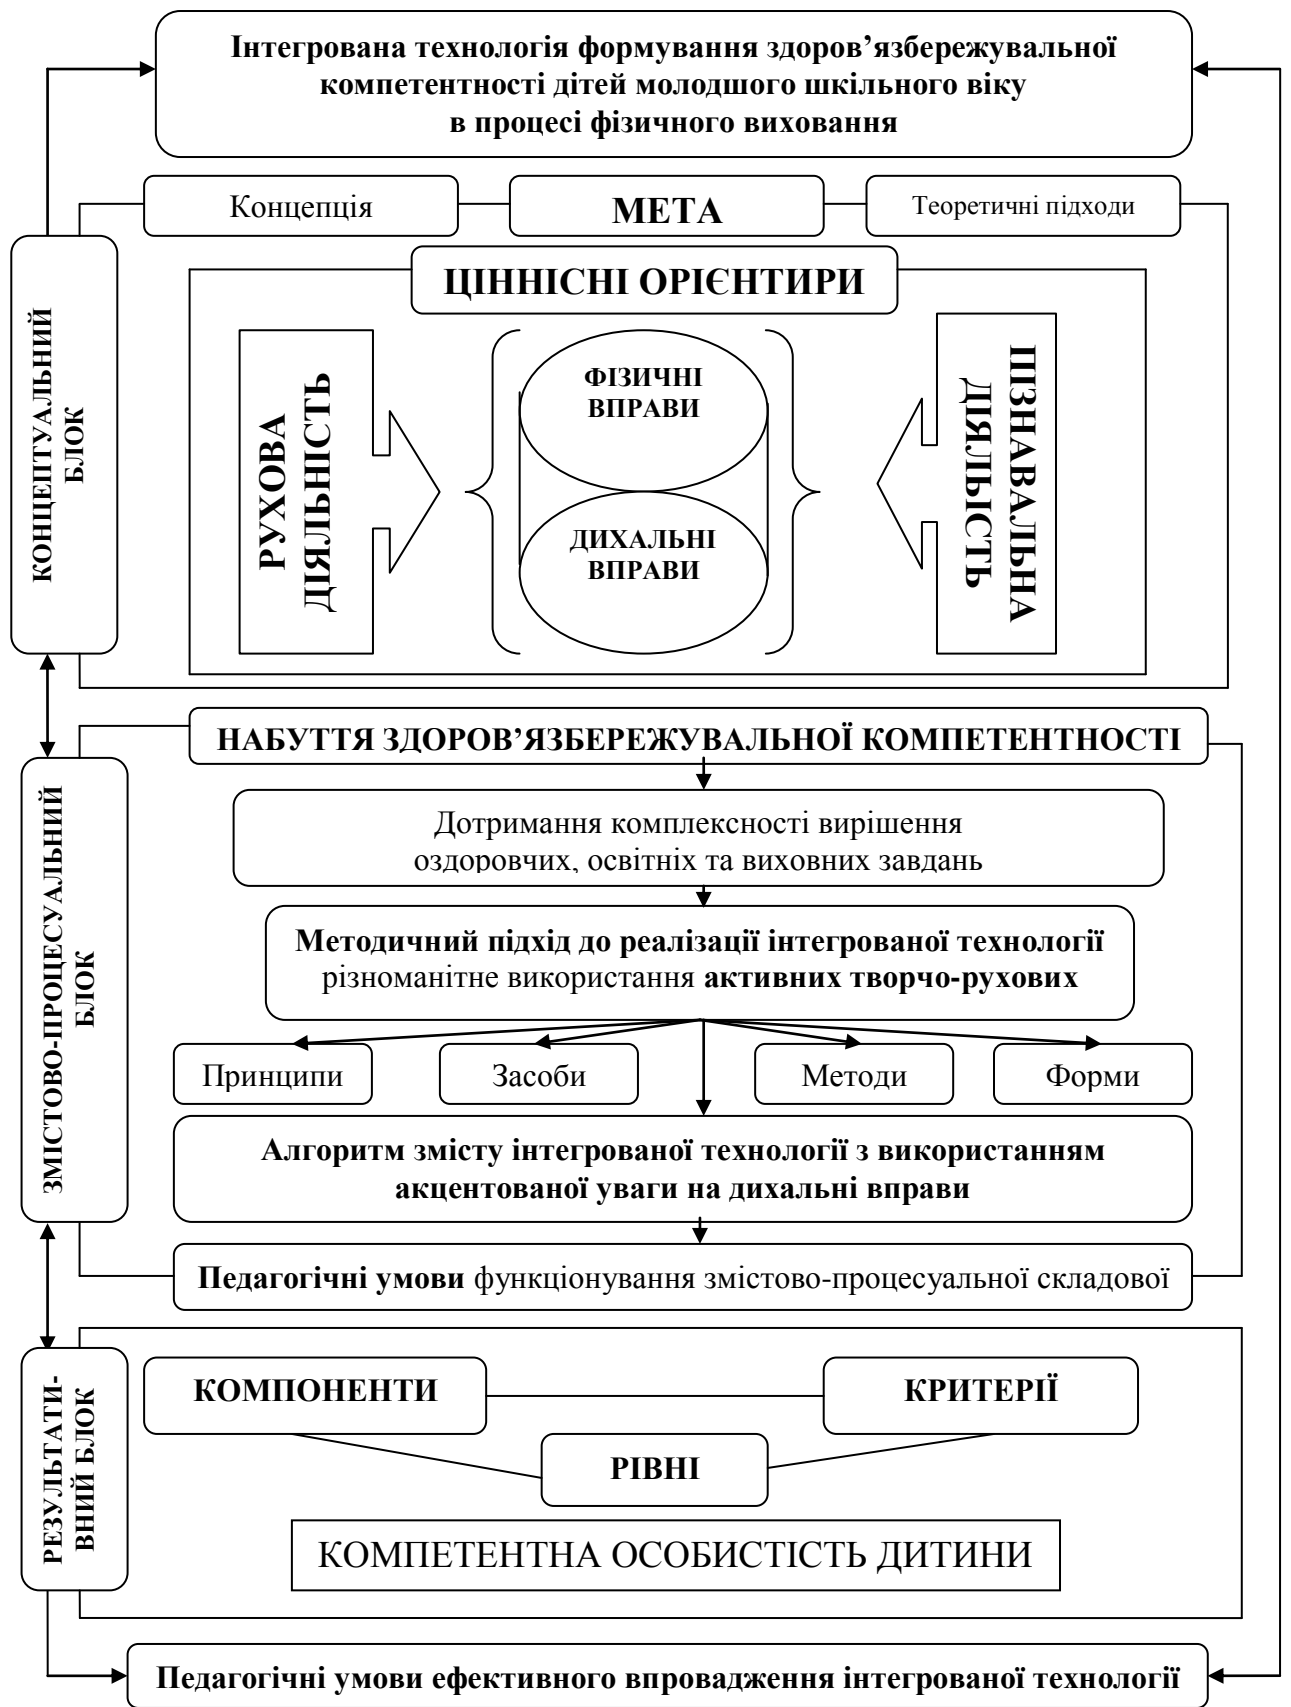 Інтегрована технологія формування здоров’язбережувальної
компетентності дітей молодшого шкільного віку
в процесі фізичного виховання
Концепція
МЕТА
Теоретичні підходи
КОНЦЕПТУАЛЬНИЙ
БЛОК
ЦІННІСНІ ОРІЄНТИРИ
РУХОВА
ДІЯЛЬНІСТЬ
ФІЗИЧНІ
ВПРАВИ
ДИХАЛЬНІ
ВПРАВИ
ПІЗНАВАЛЬНА
ДІЯЛЬІСТЬ
ЗМІСТОВО-ПРОЦЕСУАЛЬНИЙ
БЛОК
НАБУТТЯ ЗДОРОВ’ЯЗБЕРЕЖУВАЛЬНОЇ КОМПЕТЕНТНОСТІ
Дотримання комплексності вирішення
оздоровчих, освітніх та виховних завдань
Методичний підхід до реалізації інтегрованої технології
різноманітне використання активних творчо-рухових
Принципи
Засоби
Методи
Форми
Алгоритм змісту інтегрованої технології з використанням
акцентованої уваги на дихальні вправи
Педагогічні умови функціонування змістово-процесуальної складової
РЕЗУЛЬТАТИ-
ВНИЙ БЛОК
КОМПОНЕНТИ
КРИТЕРІЇ
РІВНІ
КОМПЕТЕНТНА ОСОБИСТІСТЬ ДИТИНИ
Педагогічні умови ефективного впровадження інтегрованої технології